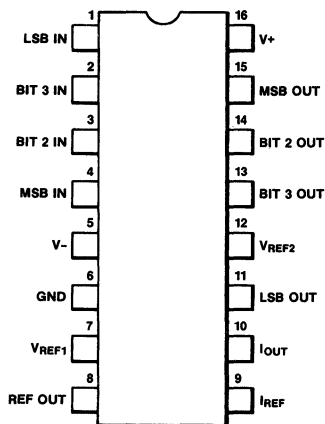 1 16
LSB IN V+
2 15
BIT 3 IN MSB OUT
3 14
BIT 2 IN BIT 2 OUT
4 13
MSB IN BIT 3 OUT
5 12
V– VREF2
6 11
GND LSB OUT
7 10
VREF1 IOUT
8 9
REF OUT IREF